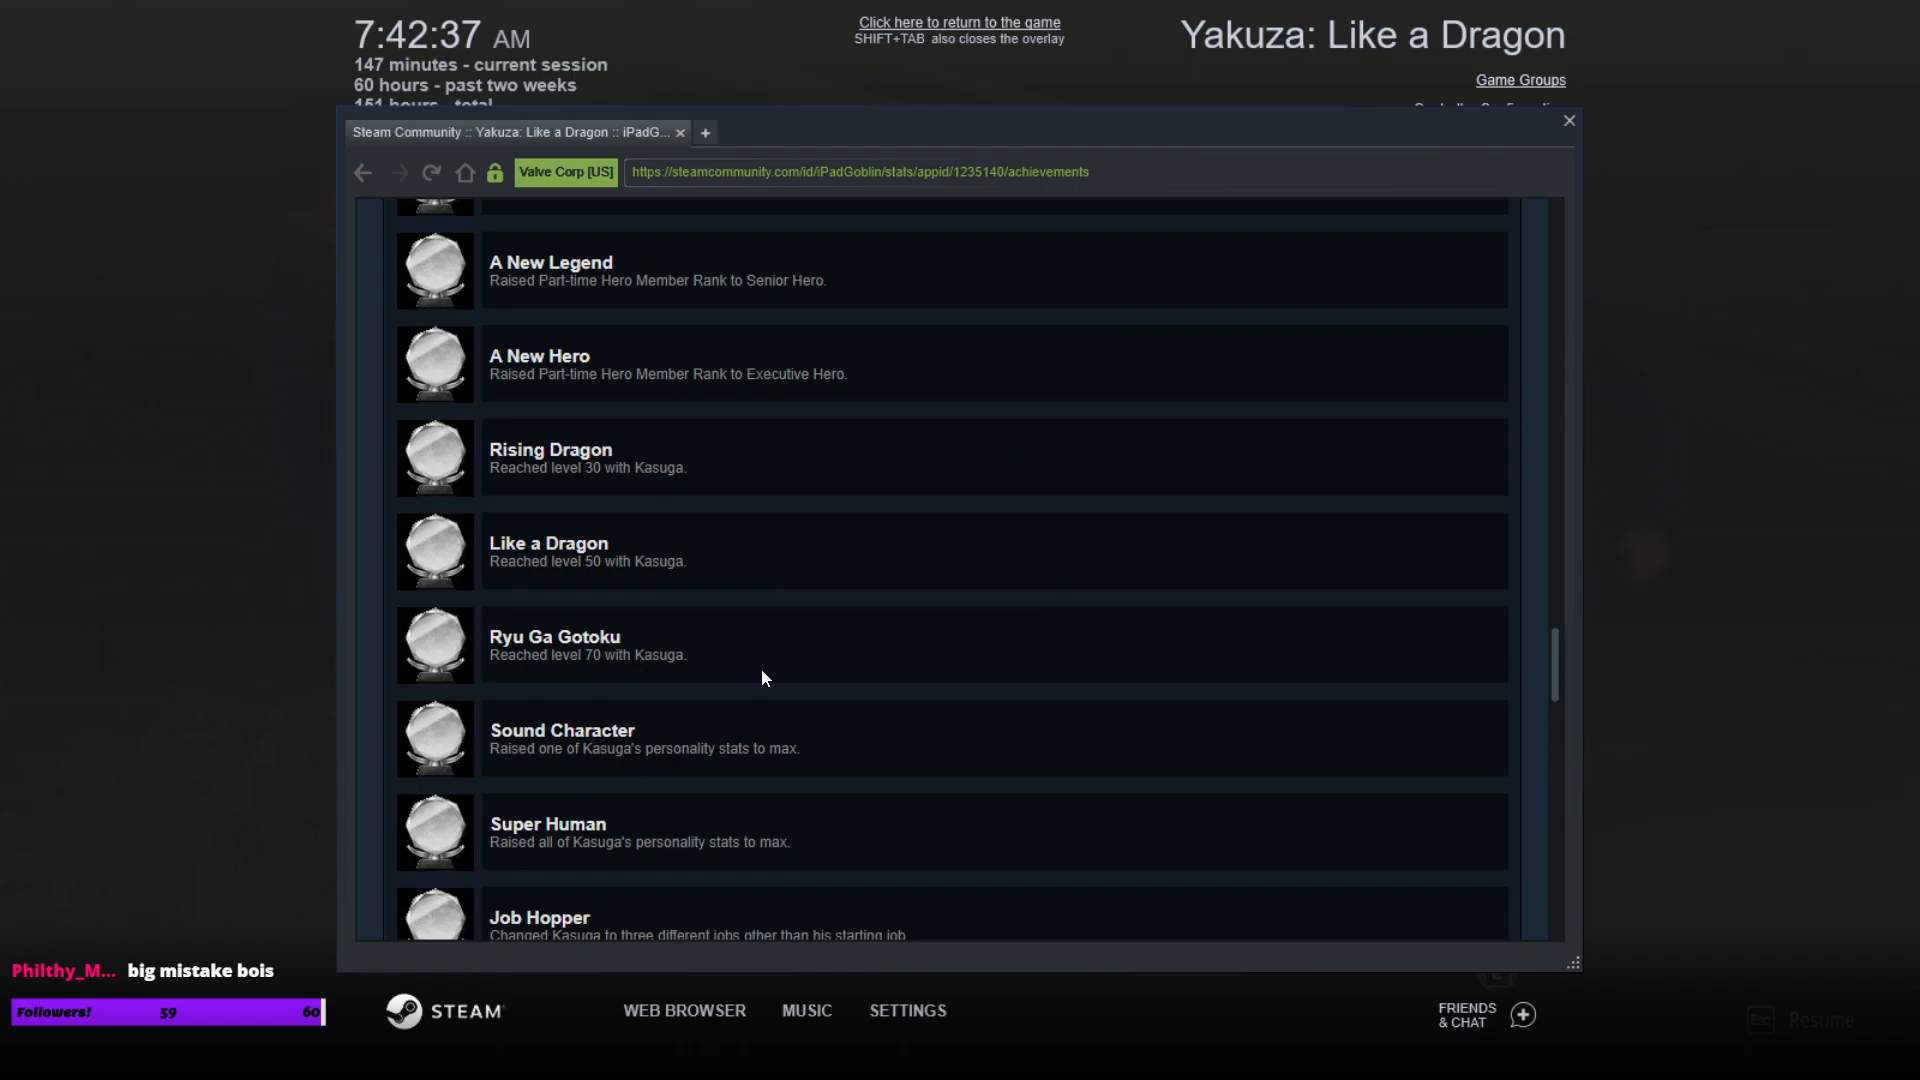 7:42:37 AM
147 minutes - current session
60 hours - past two weeks
151 hours - total
Click here to return to the game
SHIFT+TAB also closes the overlay
Yakuza: Like a Dragon
Game Groups
Steam Community :: Yakuza: Like a Dragon :: iPadG...
Valve Corp [US]
https://steamcommunity.com/id/iPadGoblin/stats/appid/1235140/achievements
A New Legend
Raised Part-time Hero Member Rank to Senior Hero.
A New Hero
Raised Part-time Hero Member Rank to Executive Hero.
Rising Dragon
Reached level 30 with Kasuga.
Like a Dragon
Reached level 50 with Kasuga.
Ryu Ga Gotoku
Reached level 70 with Kasuga.
Sound Character
Raised one of Kasuga's personality stats to max.
Super Human
Raised all of Kasuga's personality stats to max.
Job Hopper
Changed Kasuga to three different jobs other than his starting job
Philthy_M... big mistake bois
Followers! 59 60
STEAM
WEB BROWSER
MUSIC
SETTINGS
FRIENDS
& CHAT
Esc Resume